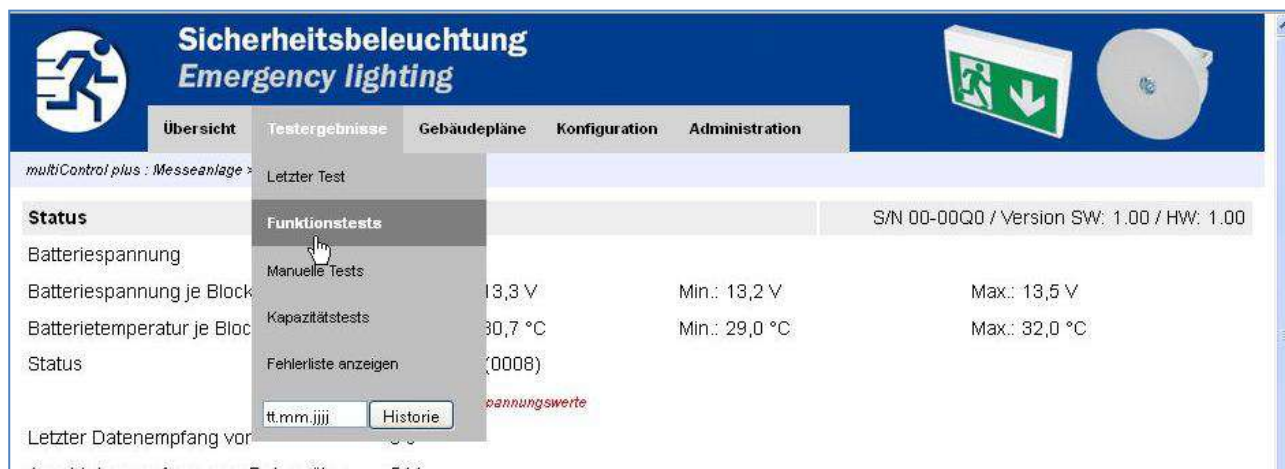 Sicherheitsbeleuchtung
Emergency lighting
Übersicht Testergebnisse Gebäudepläne Konfiguration Administration
multiControl plus : Messeanlage >
Letzter Test
Status S/N 00-00Q0 / Version SW: 1.00 / HW: 1.00
Funktionstests
Batteriespannung
Manuelle Tests
Batteriespannung je Block 13,3 V Min.: 13,2 V Max.: 13,5 V
Kapazitätstests
Batterietemperatur je Bloc 30,7 °C Min.: 29,0 °C Max.: 32,0 °C
Status (0008)
Fehlerliste anzeigen
pannungswerte
tt.mm.jjjj Historie
Letzter Datenempfang vor